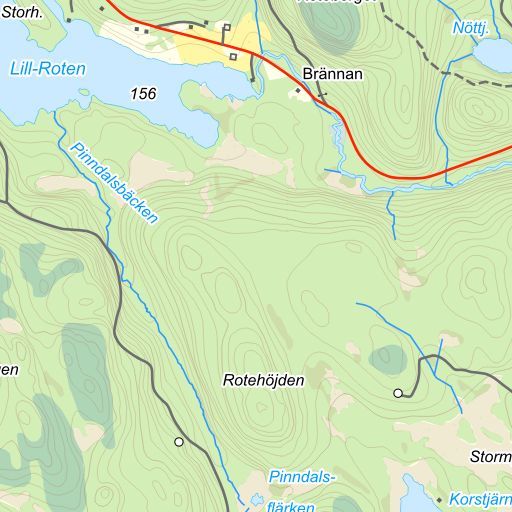 Storh.
Nöttj.
Lill-Roten
Brännan
156
Pinndalsbäcken
Rotehöjden
Pinndals-
flärken
Storm
Korstjärn